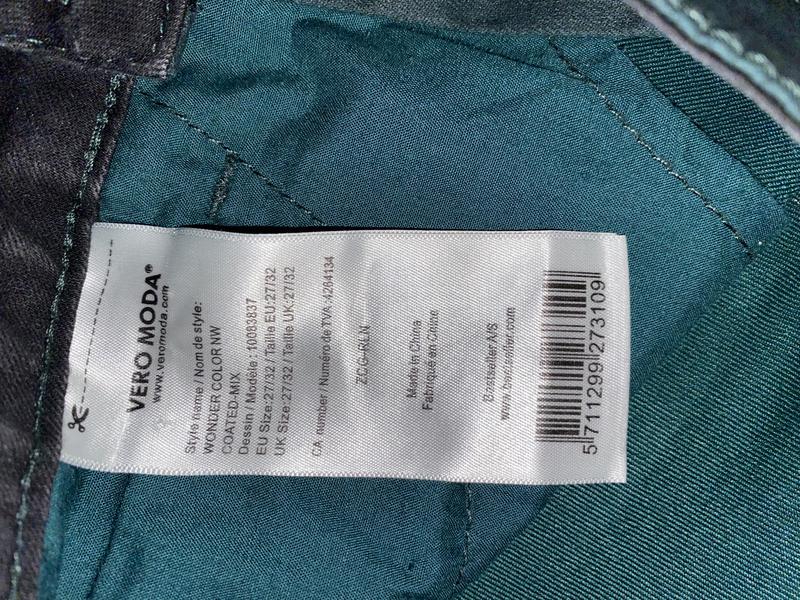 VERO MODA®
www.veromoda.com
Style name / Nom de style:
WONDER COLOR NW
COATED-MIX
Dessin / Modèle : 10083837
EU Size:27/32 / Taille EU:27/32
UK Size:27/32 / Taille UK:27/32
CA number / Numéro de TVA :4264134
Made in China
Fabriqué en Chine
Bestseller A/S
www.bestseller.com
5 711299 273109